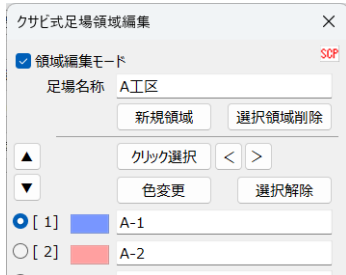 クサビ式足場領域編集 ×
SCP
領域編集モード
足場名称 A工区
新規領域 選択領域削除
▲ クリック選択 < >
▼ 色変更 選択解除
[ 1] A-1
[ 2] A-2